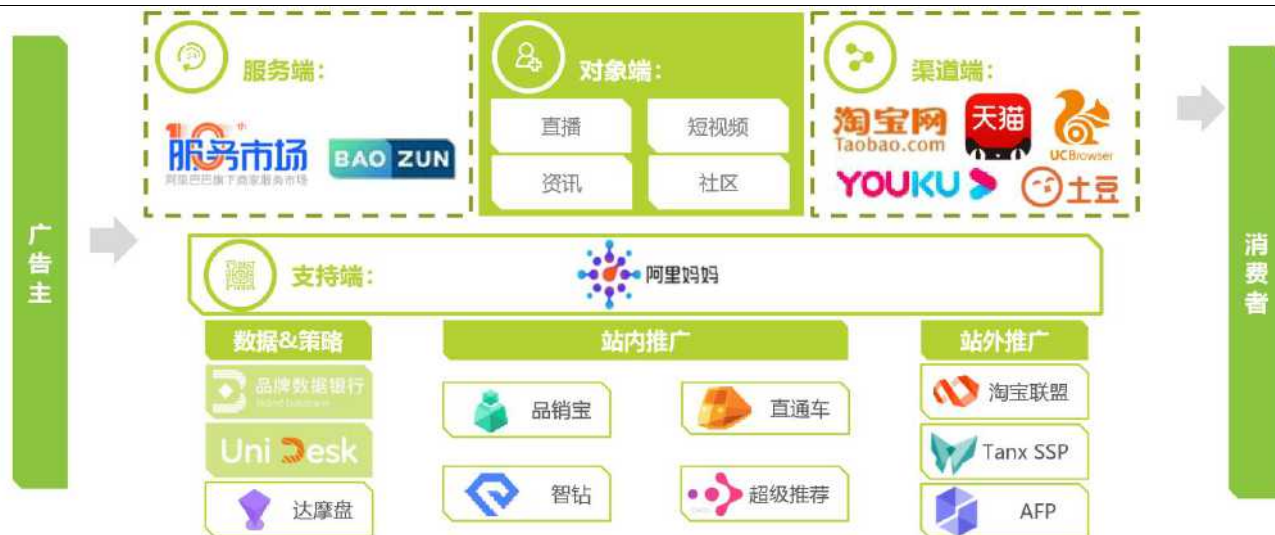 广告主
服务端：
10th
服务市场
阿里巴巴旗下商家服务市场
BAO ZUN
对象端：
直播
短视频
资讯
社区
渠道端：
淘宝网
Taobao.com
天猫
UC Browser
YOUKU
土豆
消费者
支持端：
阿里妈妈
数据&策略
品牌数据银行
Uni Desk
达摩盘
站内推广
品销宝
直通车
智钻
超级推荐
站外推广
淘宝联盟
Tanx SSP
AFP